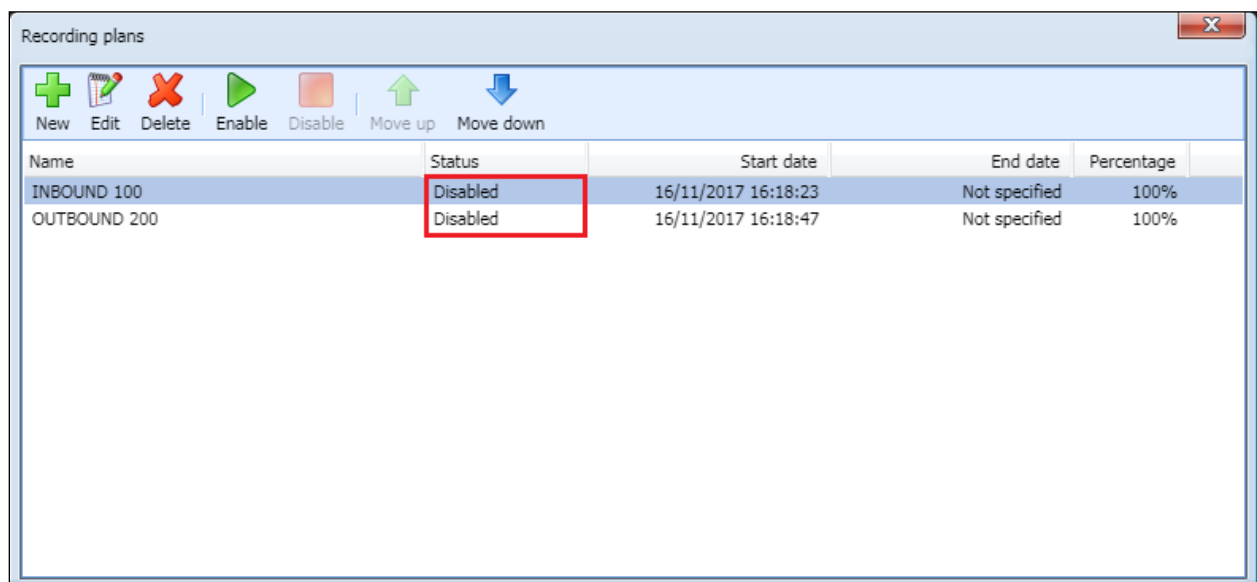 Recording plans
New Edit Delete Enable Disable Move up Move down
Name Status Start date End date Percentage
INBOUND 100 Disabled 16/11/2017 16:18:23 Not specified 100%
OUTBOUND 200 Disabled 16/11/2017 16:18:47 Not specified 100%